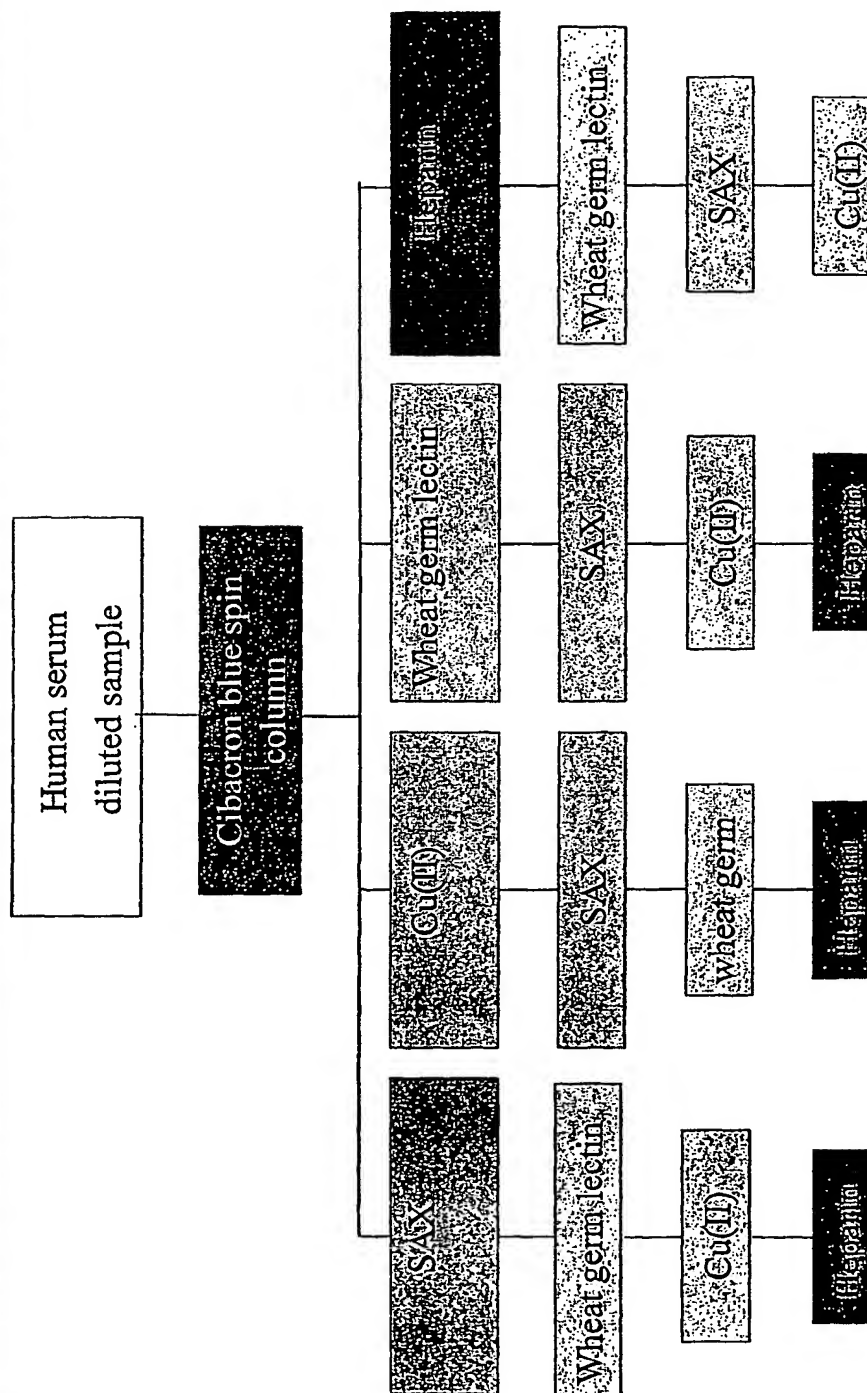 Human serum
diluted sample
Cibacron blue spin
column
SAX
Cu(II)
Wheat germ lectin
Heparin
Wheat germ lectin
SAX
SAX
Wheat germ lectin
Cu(II)
wheat germ
Cu(II)
SAX
Heparin
Heparin
Heparin
Cu(II)